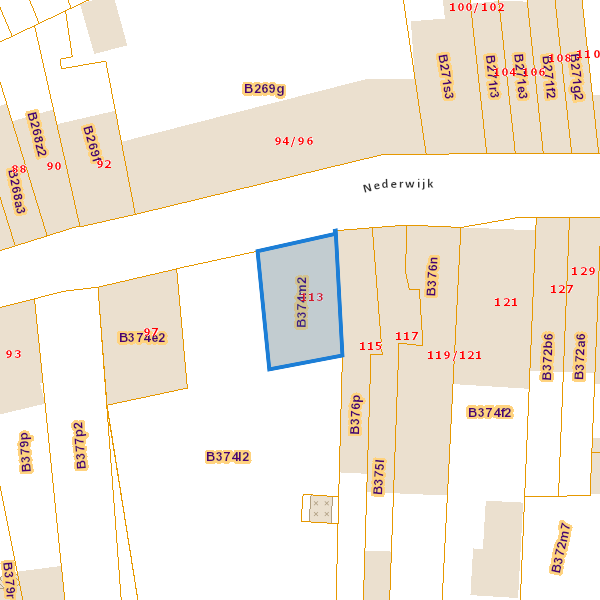 100/102
B271s3
B271r3
104/106
B271e3
B271f2
108
B271g2
110
B269g
94/96
B268z2
B269r
92
90
88
B268a3
Nederwijk
B376n
129
127
121
B374m2
113
97
B374e2
93
115
117
119/121
B372b6
B372a6
B376p
B374f2
B379p
B377p2
B374l2
B375l
B372m7
B379r